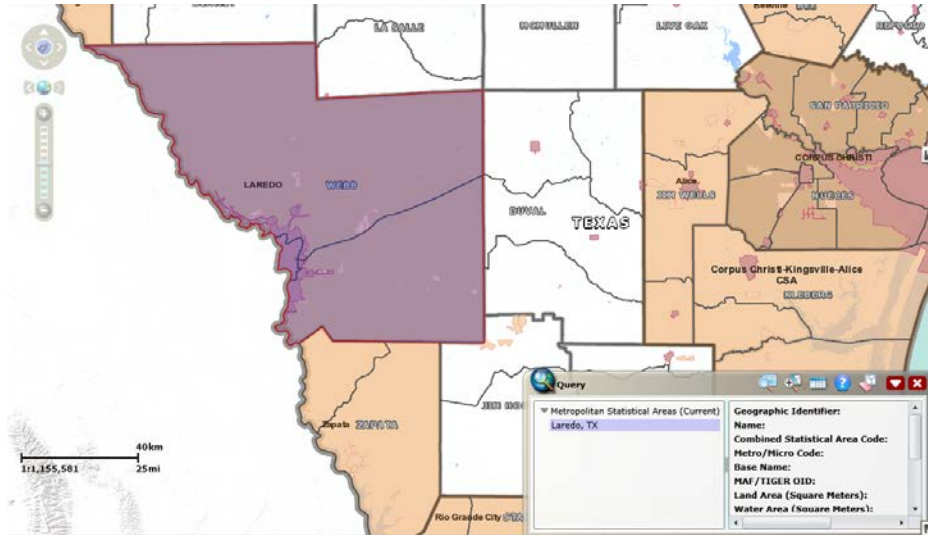 LA SALLE
MCMULLEN
LIVE OAK
Beeville BEE
REFUGIO
SAN PATRICIO
CORPUS CHRISTI
LAREDO
WEBB
Alice
JIM WELLS
NUECES
DUVAL
TEXAS
Corpus Christi-Kingsville-Alice
CSA
KLEBERG
Zapata ZAPATA
Rio Grande City
40km
1:1,155,581
25mi
Query
Metropolitan Statistical Areas (Current)
Laredo, TX
Geographic Identifier:
Name:
Combined Statistical Area Code:
Metro/Micro Code:
Base Name:
MAF/TIGER OID:
Land Area (Square Meters):
Water Area (Square Meters):